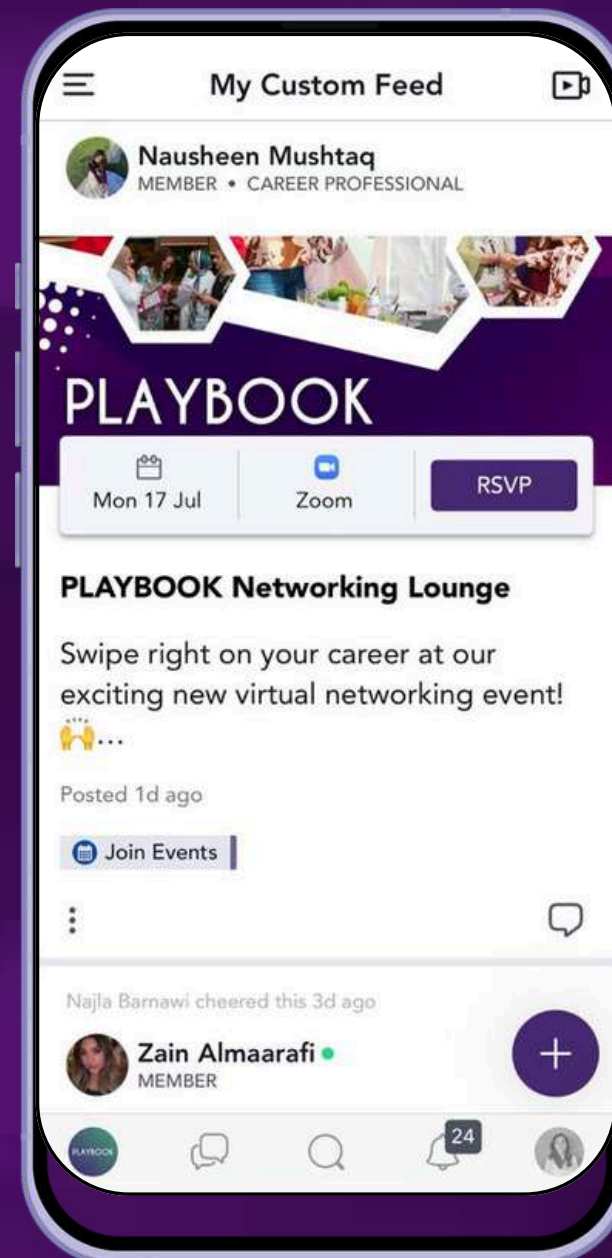 My Custom Feed
Nausheen Mushtaq
MEMBER • CAREER PROFESSIONAL
PLAYBOOK
Mon 17 Jul
Zoom
RSVP
PLAYBOOK Networking Lounge
Swipe right on your career at our
exciting new virtual networking event!
🙌...
Posted 1d ago
Join Events
Najla Barnawi cheered this 3d ago
Zain Almaarafi
MEMBER
PLAYBOOK
24